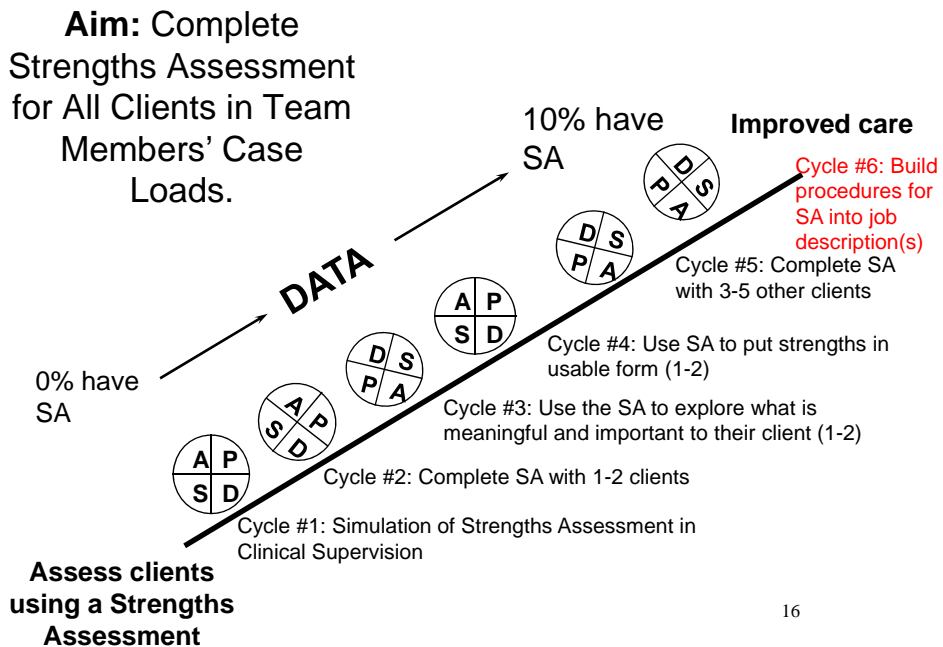 Aim: Complete
Strengths Assessment
for All Clients in Team
Members’ Case
Loads.
10% have
SA
Improved care
Cycle #6: Build
procedures for
SA into job
description(s)
D S
P A
D S
P A
Cycle #5: Complete SA
with 3-5 other clients
DATA
A P
S D
Cycle #4: Use SA to put strengths in
usable form (1-2)
0% have
SA
D S
P A
Cycle #3: Use the SA to explore what is
meaningful and important to their client (1-2)
A P
S D
Cycle #2: Complete SA with 1-2 clients
A P
S D
Cycle #1: Simulation of Strengths Assessment in
Clinical Supervision
Assess clients
using a Strengths
Assessment
16